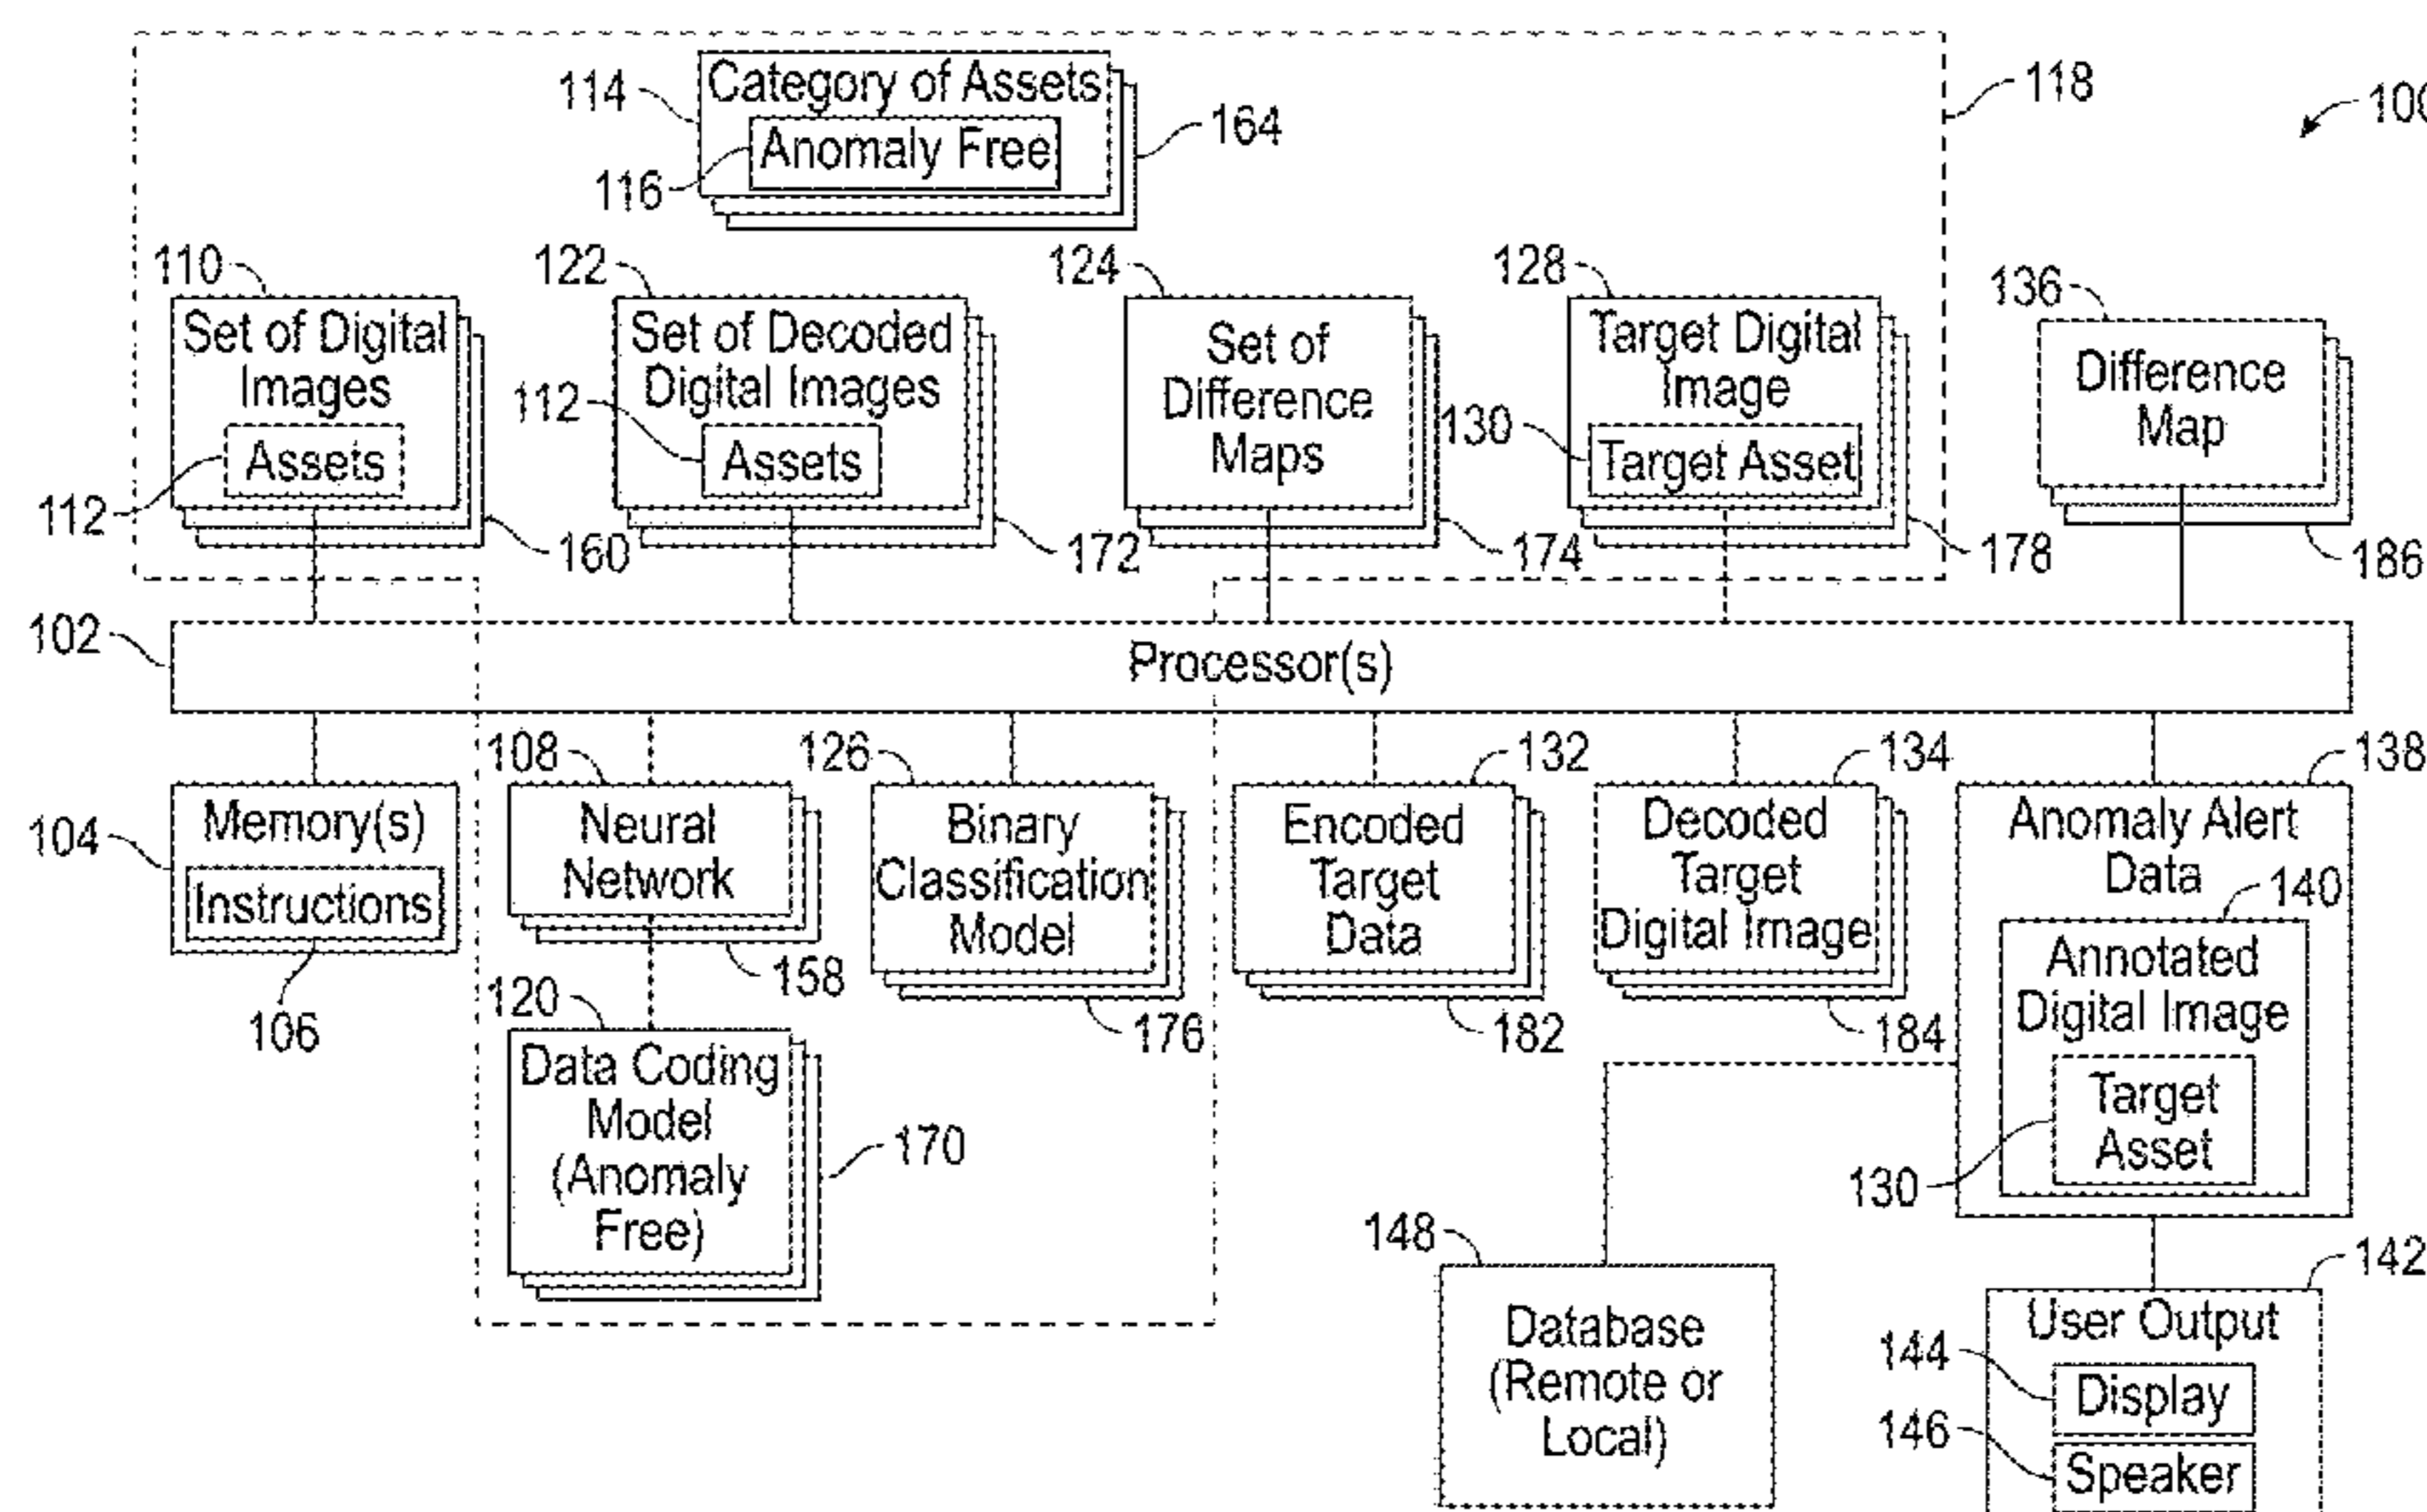 114
Category of Assets
116
Anomaly Free
164
118
100
110
Set of Digital
Images
112
Assets
160
122
Set of Decoded
Digital Images
112
Assets
172
124
Set of
Difference
Maps
174
128
Target Digital
Image
130
Target Asset
178
136
Difference
Map
186
102
Processor(s)
104
Memory(s)
Instructions
106
108
Neural
Network
158
120
Data Coding
Model
(Anomaly
Free)
170
126
Binary
Classification
Model
176
132
Encoded
Target
Data
182
134
Decoded
Target
Digital Image
184
138
Anomaly Alert
Data
140
Annotated
Digital Image
130
Target
Asset
148
Database
(Remote or
Local)
142
User Output
144
Display
146
Speaker